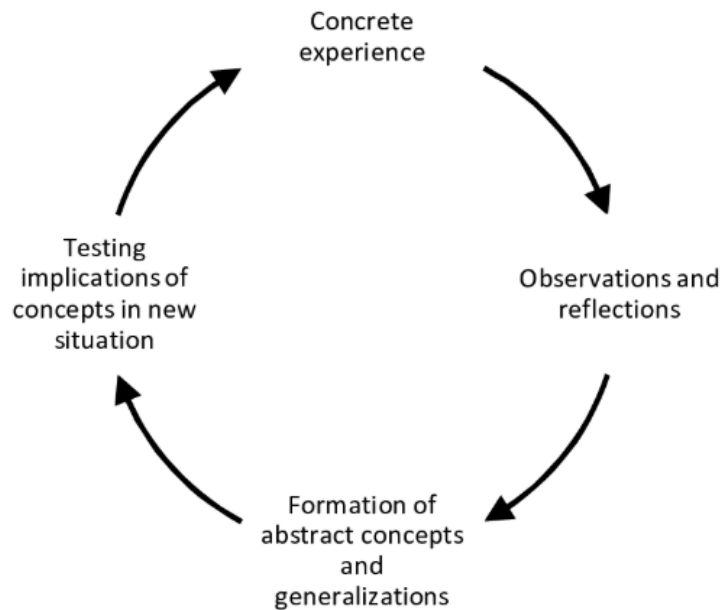 Concrete
experience
Observations and
reflections
Formation of
abstract concepts
and
generalizations
Testing
implications of
concepts in new
situation